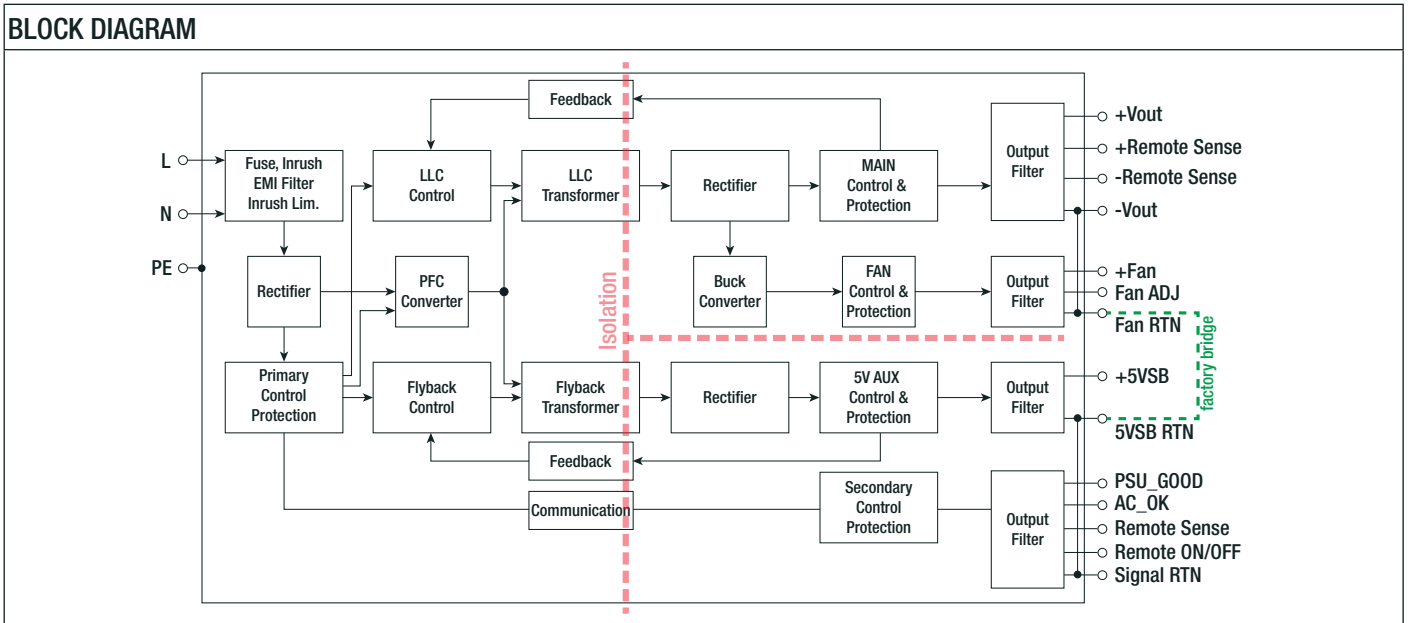 BLOCK DIAGRAM
Feedback
L
N
PE
Fuse, Inrush
EMI Filter
Inrush Lim.
LLC
Control
LLC
Transformer
Rectifier
MAIN
Control &
Protection
Output
Filter
+Vout
+Remote Sense
-Remote Sense
-Vout
Rectifier
PFC
Converter
Isolation
Buck
Converter
FAN
Control &
Protection
Output
Filter
+Fan
Fan ADJ
Fan RTN
factory bridge
Primary
Control
Protection
Flyback
Control
Flyback
Transformer
Rectifier
5V AUX
Control &
Protection
Output
Filter
+5VSB
5VSB RTN
Feedback
Communication
Secondary
Control
Protection
Output
Filter
PSU_GOOD
AC_OK
Remote Sense
Remote ON/OFF
Signal RTN